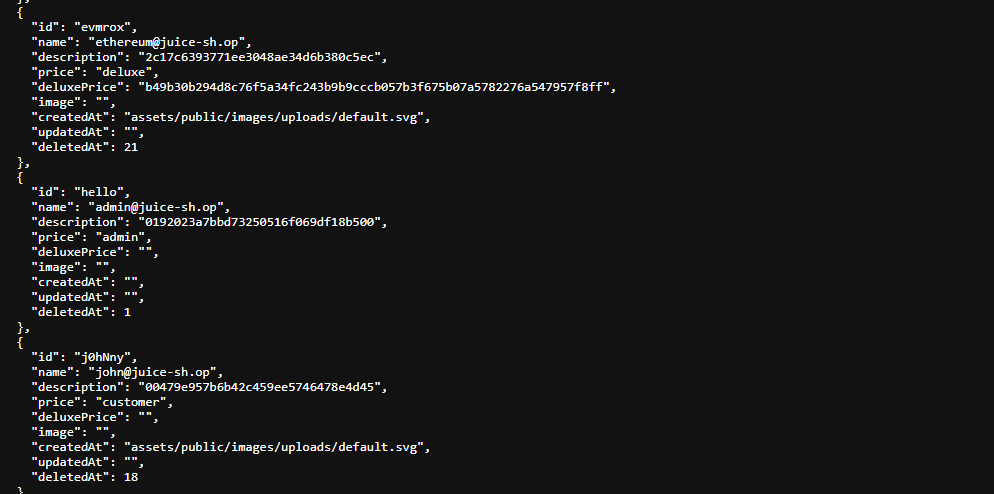 },
{
"id": "evmrox",
"name": "ethereum@juice-sh.op",
"description": "2c17c6393771ee3048ae34d6b380c5ec",
"price": "deluxe",
"deluxePrice": "b49b30b294d8c76f5a34fc243b9b9cccb057b3f675b07a5782276a547957f8ff",
"image": "",
"createdAt": "assets/public/images/uploads/default.svg",
"updatedAt": "",
"deletedAt": 21
},
{
"id": "hello",
"name": "admin@juice-sh.op",
"description": "0192023a7bbd73250516f069df18b500",
"price": "admin",
"deluxePrice": "",
"image": "",
"createdAt": "",
"updatedAt": "",
"deletedAt": 1
},
{
"id": "j0hNny",
"name": "john@juice-sh.op",
"description": "00479e957b6b42c459ee5746478e4d45",
"price": "customer",
"deluxePrice": "",
"image": "",
"createdAt": "assets/public/images/uploads/default.svg",
"updatedAt": "",
"deletedAt": 18
}